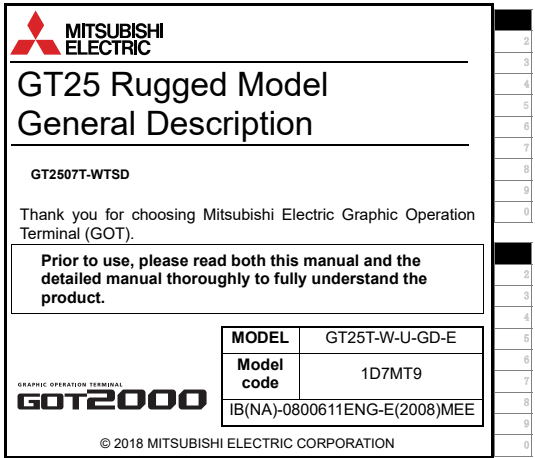 MITSUBISHI
ELECTRIC
GT25 Rugged Model
General Description
GT2507T-WTSD
Thank you for choosing Mitsubishi Electric Graphic Operation
Terminal (GOT).
Prior to use, please read both this manual and the
detailed manual thoroughly to fully understand the
product.
MODEL GT25T-W-U-GD-E
Model
code 1D7MT9
IB(NA)-0800611ENG-E(2008)MEE
GRAPHIC OPERATION TERMINAL
GOT2000
© 2018 MITSUBISHI ELECTRIC CORPORATION
2
3
4
5
6
7
8
9
0
2
3
4
5
6
7
8
9
0